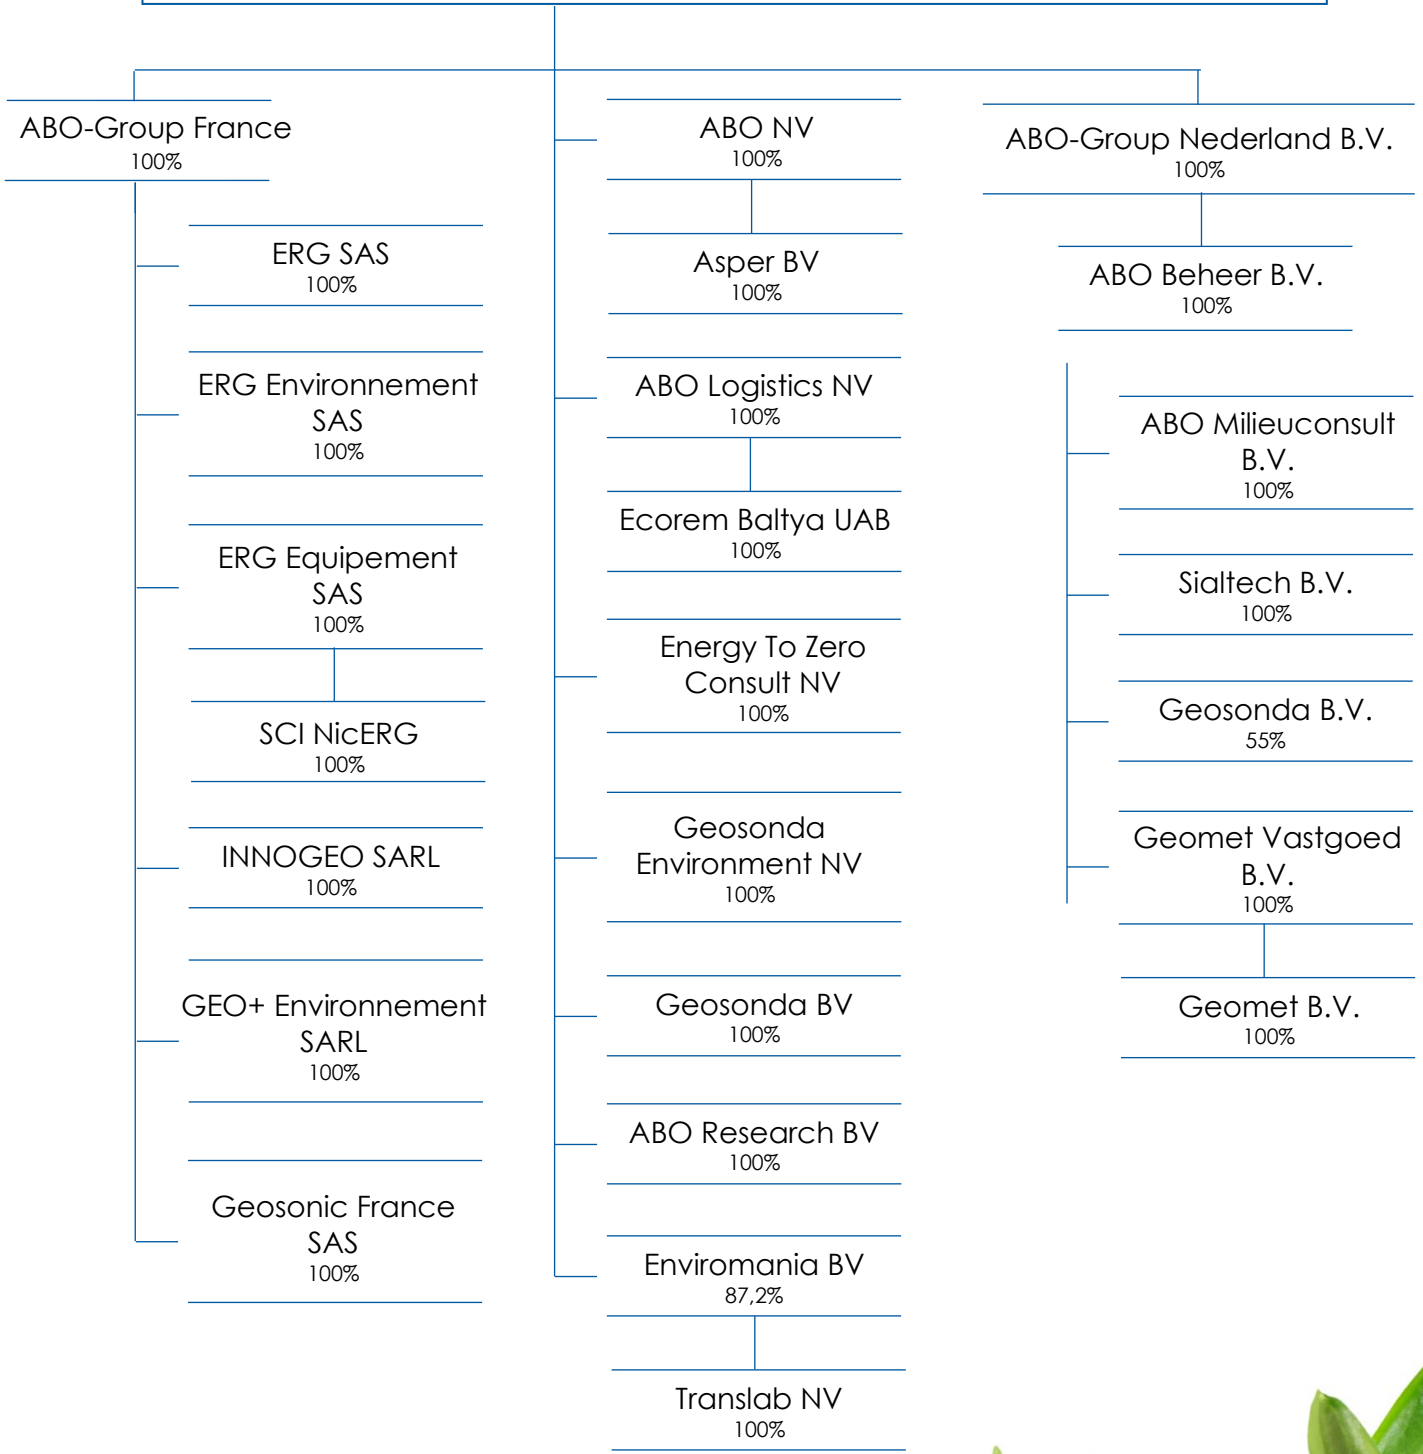 ABO-Group France
100%
ERG SAS
100%
ERG Environnement
SAS
100%
ERG Equipement
SAS
100%
SCI NicERG
100%
INNOGEO SARL
100%
GEO+ Environnement
SARL
100%
Geosonic France
SAS
100%
ABO NV
100%
Asper BV
100%
ABO Logistics NV
100%
Ecorem Baltya UAB
100%
Energy To Zero
Consult NV
100%
Geosonda
Environment NV
100%
Geosonda BV
100%
ABO Research BV
100%
Enviromania BV
87,2%
Translab NV
100%
ABO-Group Nederland B.V.
100%
ABO Beheer B.V.
100%
ABO Milieuconsult
B.V.
100%
Sialtech B.V.
100%
Geosonda B.V.
55%
Geomet Vastgoed
B.V.
100%
Geomet B.V.
100%